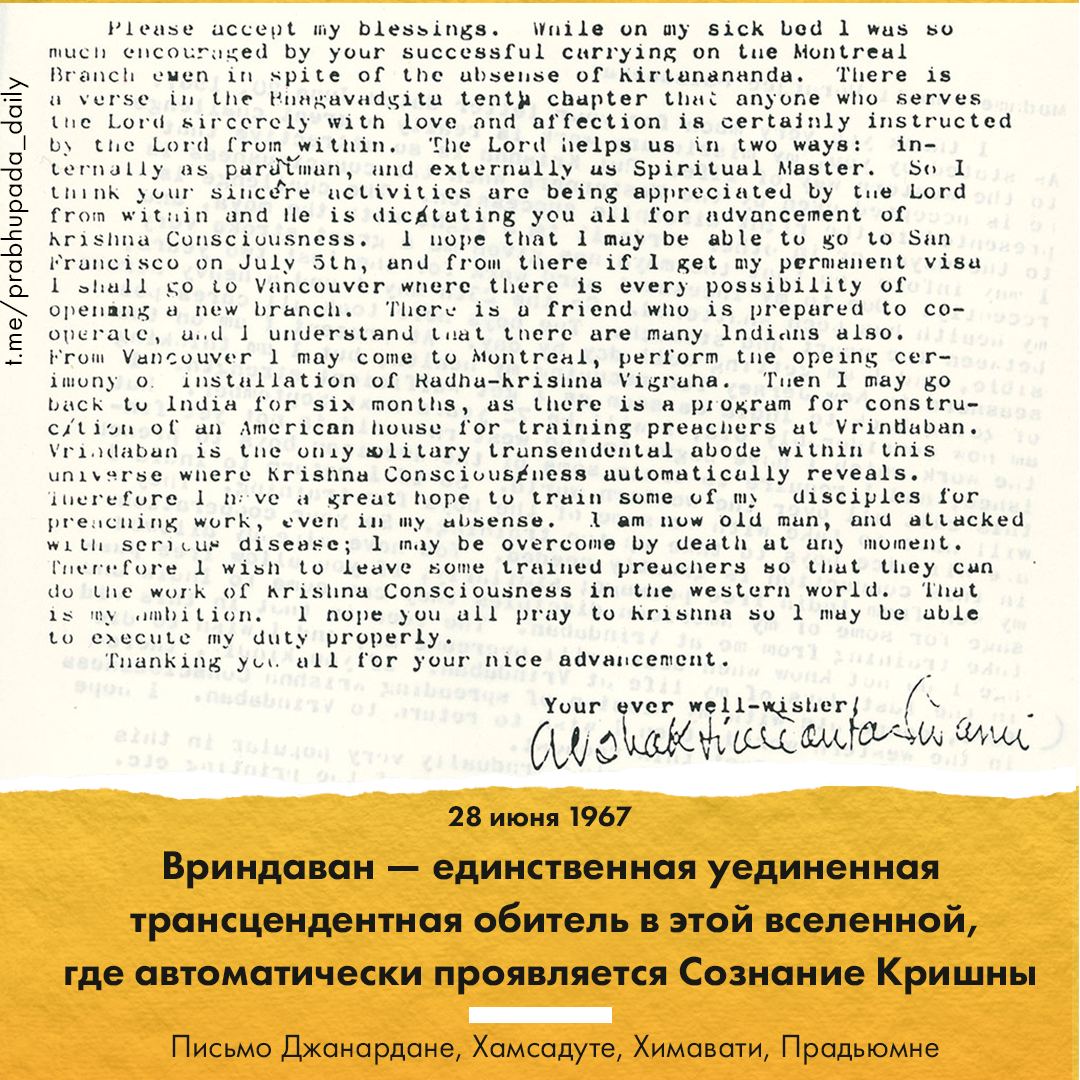 t.me/prabhupada_daily
Please accept my blessings. While on my sick bed I was so
much encouraged by your successful carrying on the Montreal
Branch even in spite of the absense of Kirtanananda. There is
a verse in the Bhagavadgita tenth chapter that anyone who serves
the Lord sincerely with love and affection is certainly instructed
by the Lord from within. The Lord helps us in two ways: in-
ternally as paratman, and externally as Spiritual Master. So I
think your sincere activities are being appreciated by the Lord
from within and He is dictating you all for advancement of
Krishna Consciousness. I hope that I may be able to go to San
Francisco on July 5th, and from there if I get my permanent visa
I shall go to Vancouver where there is every possibility of
opening a new branch. There is a friend who is prepared to co-
operate and I understand that there are many Indians also.
From Vancouver I may come to Montreal, perform the opeing cer-
imony of installation of Radha-Krishna Vigraha. Then I may go
back to India for six months, as there is a program for constru-
ction of an American house for training preachers at Vrindaban.
Vrindaban is the only solitary transendental abode within this
universe where Krishna Consciousness automatically reveals.
Therefore I have a great hope to train some of my disciples for
preaching work, even in my absense. I am now old man, and attacked
with serious disease; I may be overcome by death at any moment.
Therefore I wish to leave some trained preachers so that they can
do the work of Krishna Consciousness in the western world. That
is my ambition. I hope you all pray to Krishna so I may be able
to execute my duty properly.
Thanking you all for your nice advancement.
Your ever well-wisher,
28 июня 1967
Вриндаван — единственная уединенная
трансцендентная обитель в этой вселенной,
где автоматически проявляется Сознание Кришны
Письмо Джанардане, Хамсадуте, Химавати, Прадьюмне